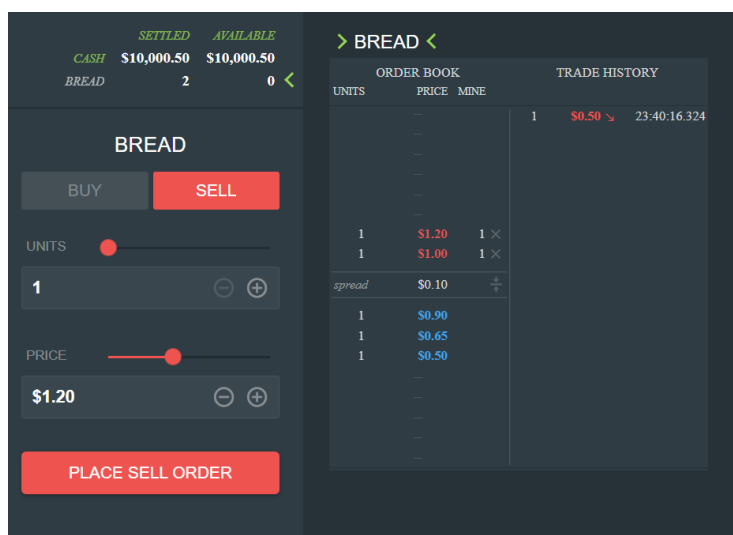 SETTLED AVAILABLE
CASH $10,000.50 $10,000.50
BREAD 2 0
BREAD
BUY SELL
UNITS
1
PRICE
$1.20
PLACE SELL ORDER
BREAD
ORDER BOOK TRADE HISTORY
UNITS PRICE MINE
1 $0.50 ↘ 23:40:16.324
1 $1.20 1 ×
1 $1.00 1 ×
spread $0.10
1 $0.90
1 $0.65
1 $0.50